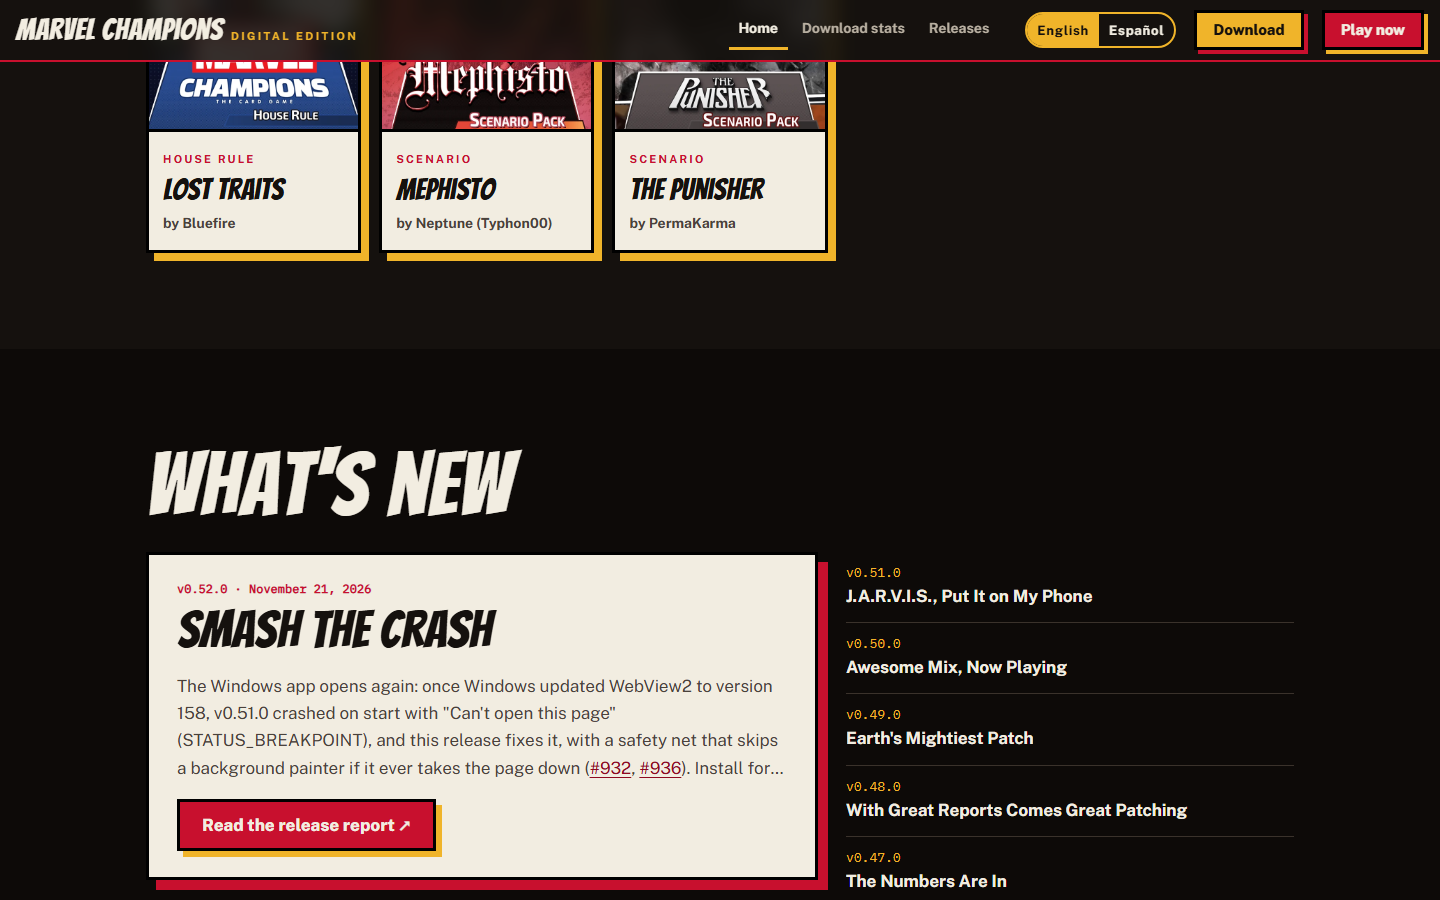 MARVEL CHAMPIONS DIGITAL EDITION
Home
Download stats
Releases
English
Español
Download
Play now
MARVEL
CHAMPIONS
THE CARD GAME
HOUSE RULE
HOUSE RULE
LOST TRAITS
by Bluefire
Mephisto
SCENARIO PACK
SCENARIO
MEPHISTO
by Neptune (Typhon00)
THE
PUNISHER
SCENARIO PACK
SCENARIO
THE PUNISHER
by PermaKarma
WHAT'S NEW
v0.52.0 · November 21, 2026
SMASH THE CRASH
The Windows app opens again: once Windows updated WebView2 to version
158, v0.51.0 crashed on start with "Can't open this page"
(STATUS_BREAKPOINT), and this release fixes it, with a safety net that skips
a background painter if it ever takes the page down (#932, #936). Install for...
Read the release report ↗
v0.51.0
J.A.R.V.I.S., Put It on My Phone
v0.50.0
Awesome Mix, Now Playing
v0.49.0
Earth's Mightiest Patch
v0.48.0
With Great Reports Comes Great Patching
v0.47.0
The Numbers Are In